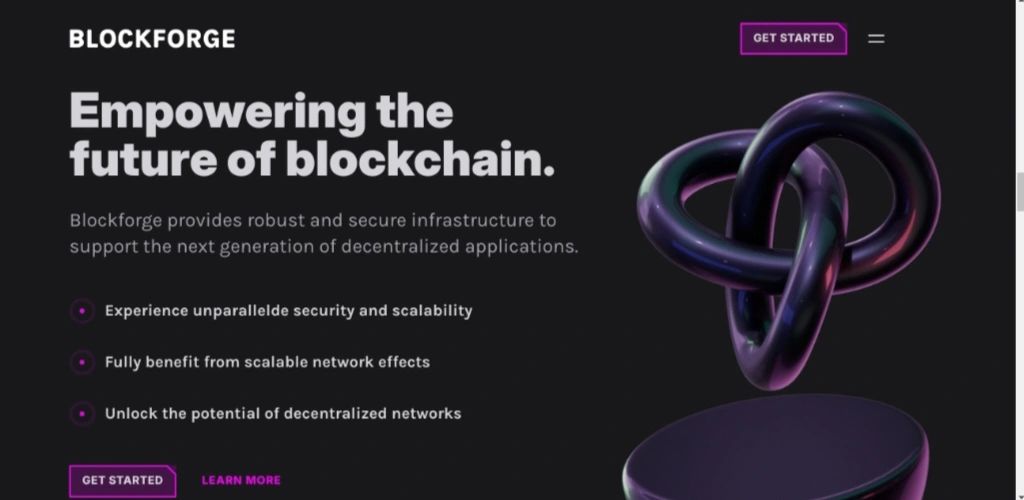 BLOCKFORGE
GET STARTED
Empowering the
future of blockchain.
Blockforge provides robust and secure infrastructure to
support the next generation of decentralized applications.
Experience unparallelde security and scalability
Fully benefit from scalable network effects
Unlock the potential of decentralized networks
GET STARTED LEARN MORE